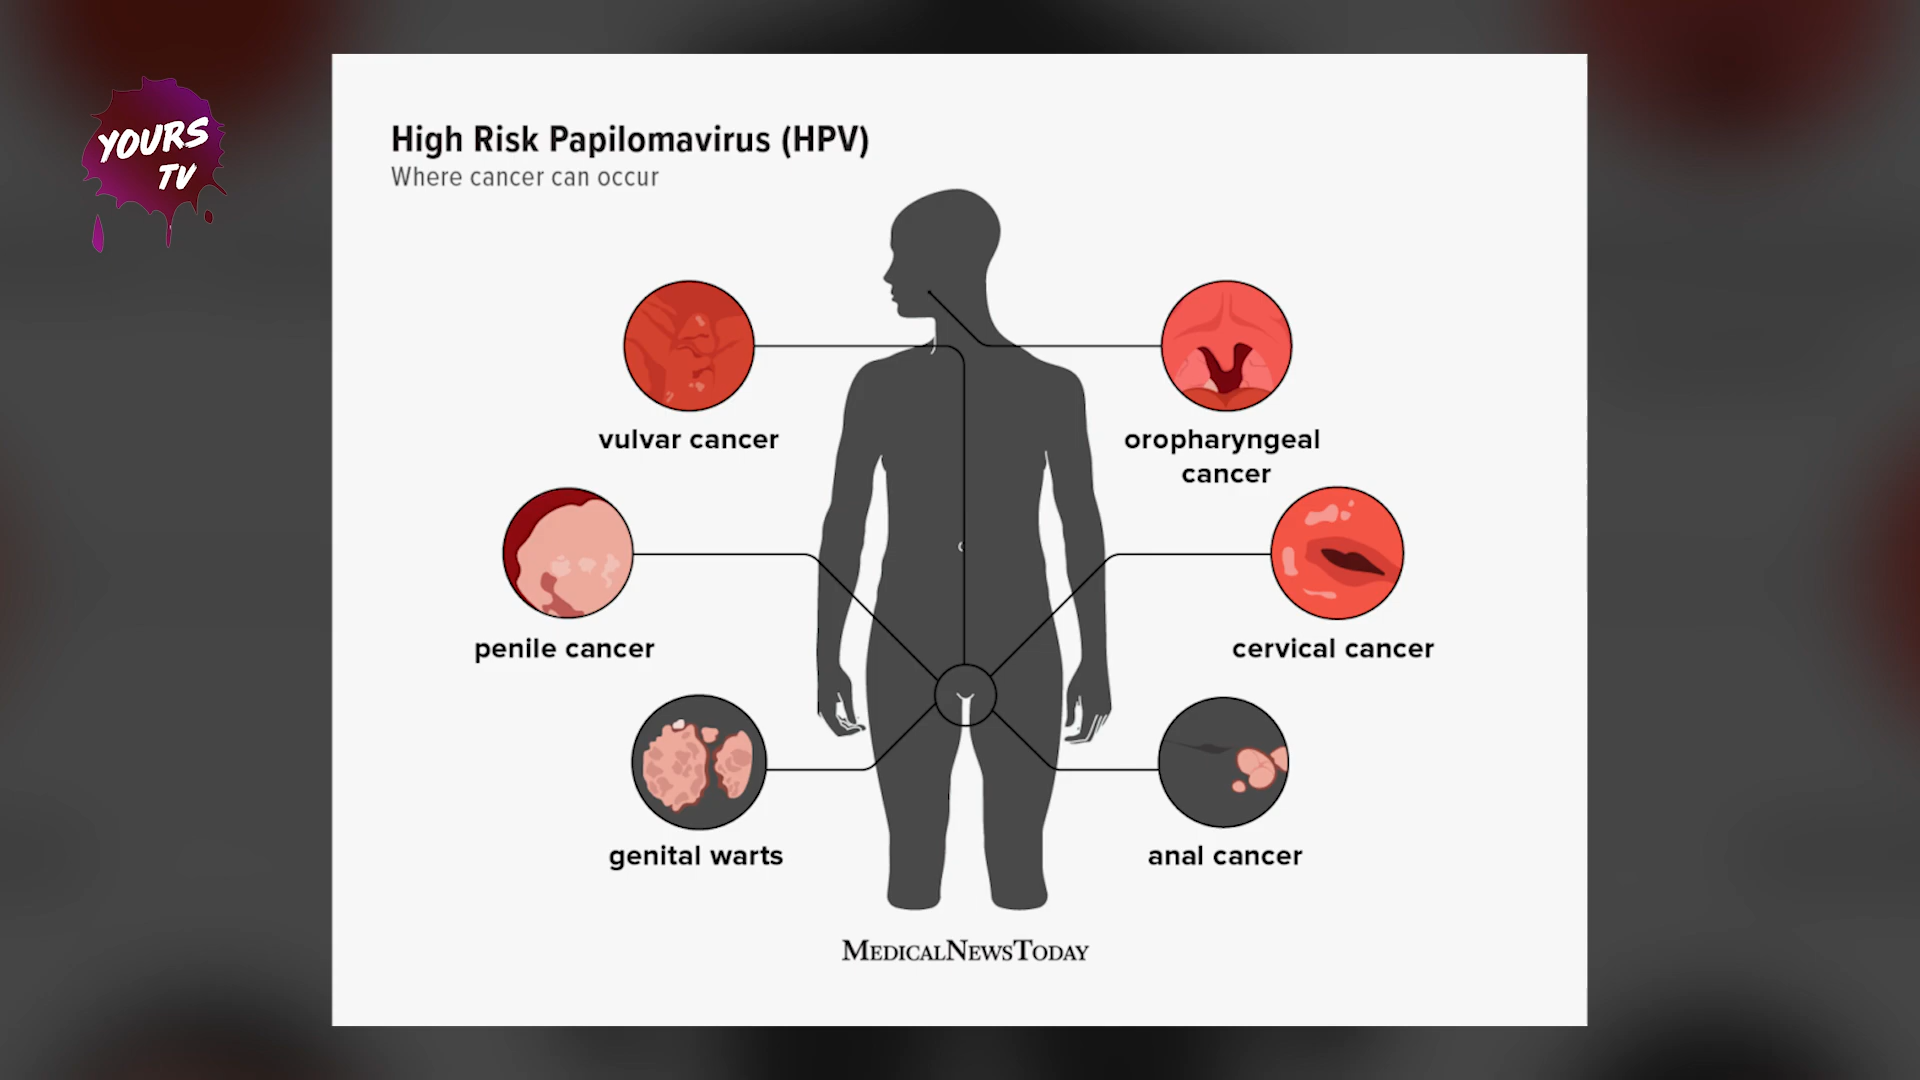 YOURS
TV
High Risk Papilomavirus (HPV)
Where cancer can occur
vulvar cancer
oropharyngeal
cancer
penile cancer
cervical cancer
genital warts
anal cancer
MEDICALNEWSTODAY